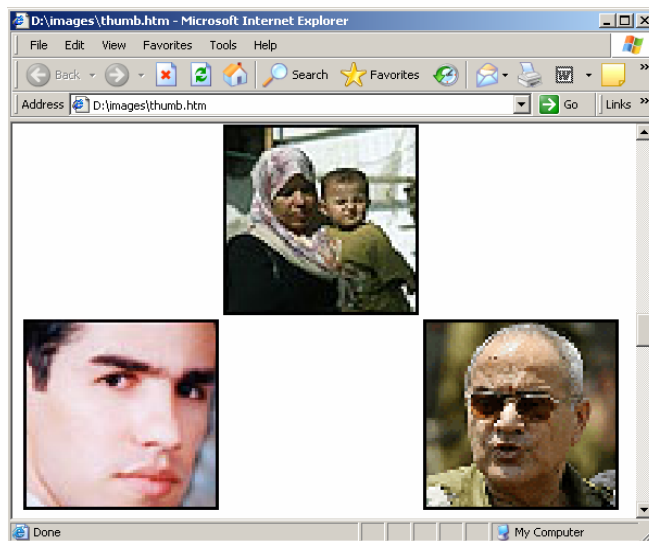 D:\images\thumb.htm - Microsoft Internet Explorer
File Edit View Favorites Tools Help
Back Search Favorites
Address D:\images\thumb.htm Go Links »
Done My Computer